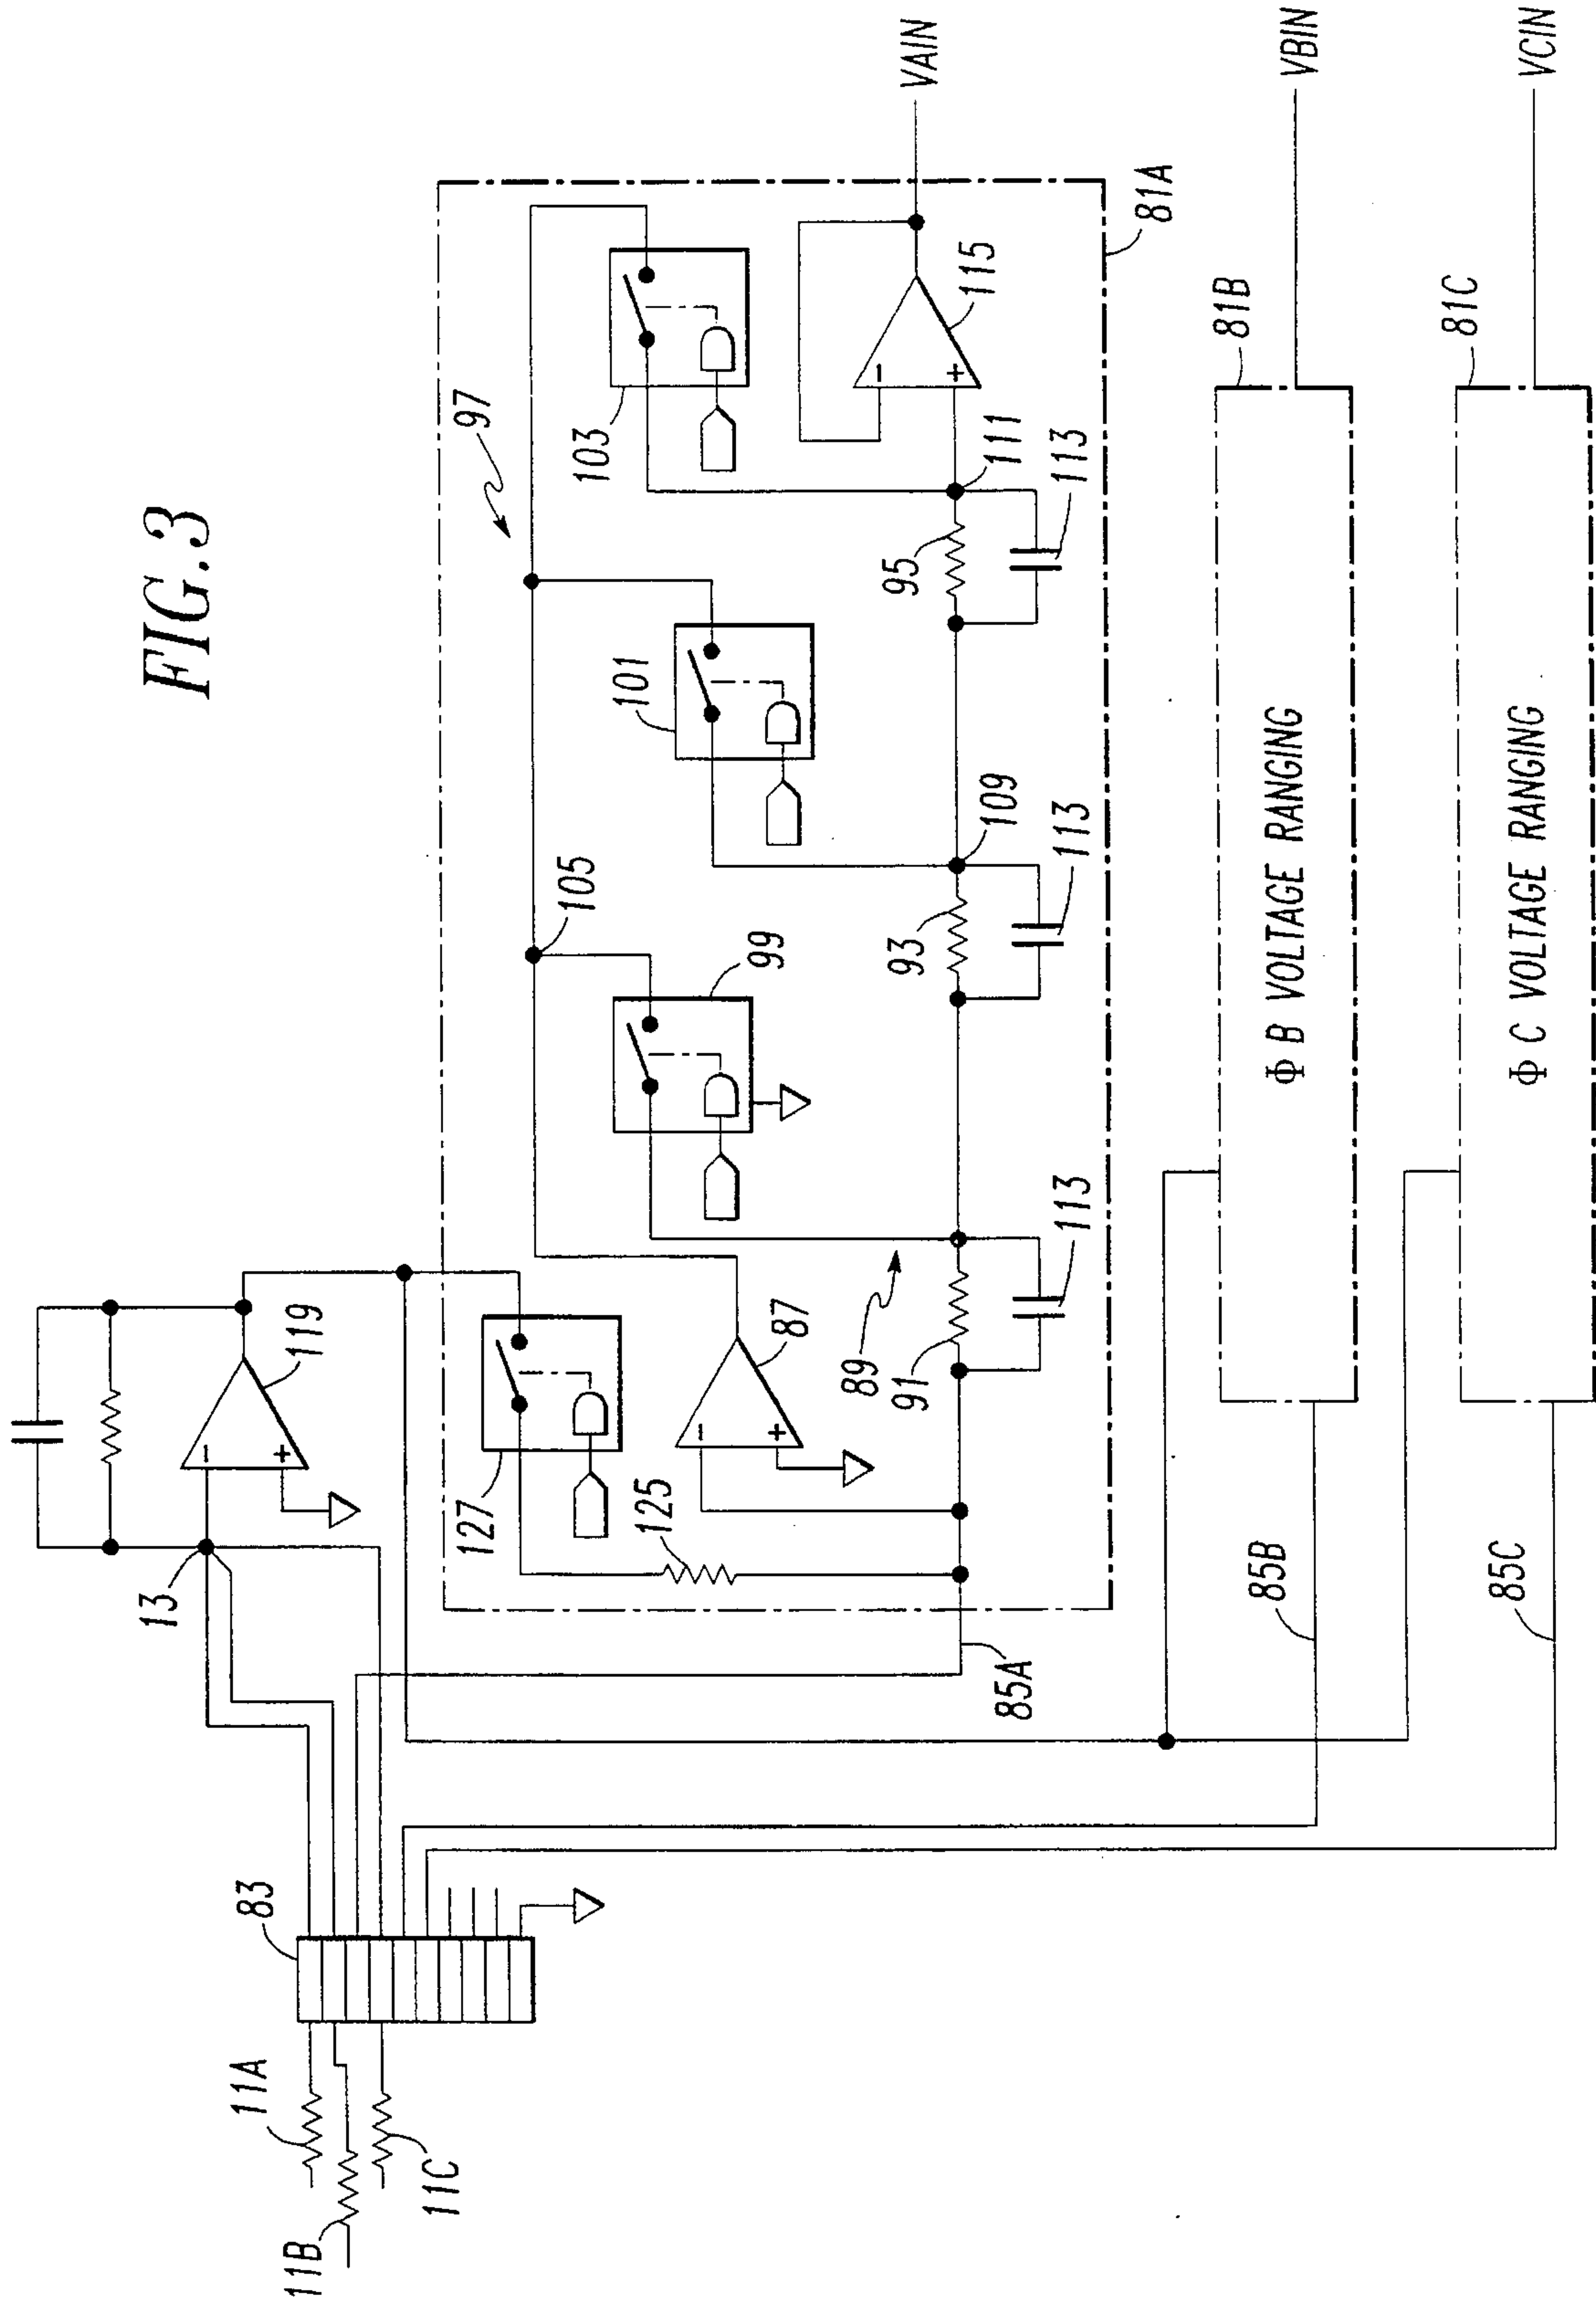 FIG.3
11A
11B
11C
83
13
119
127
125
87
85A
89
91
113
99
105
93
113
109
101
97
103
95
113
111
115
VAIN
81A
85B
Φ B VOLTAGE RANGING
81B
VBIN
85C
Φ C VOLTAGE RANGING
81C
VCIN
-
+
-
+
-
+